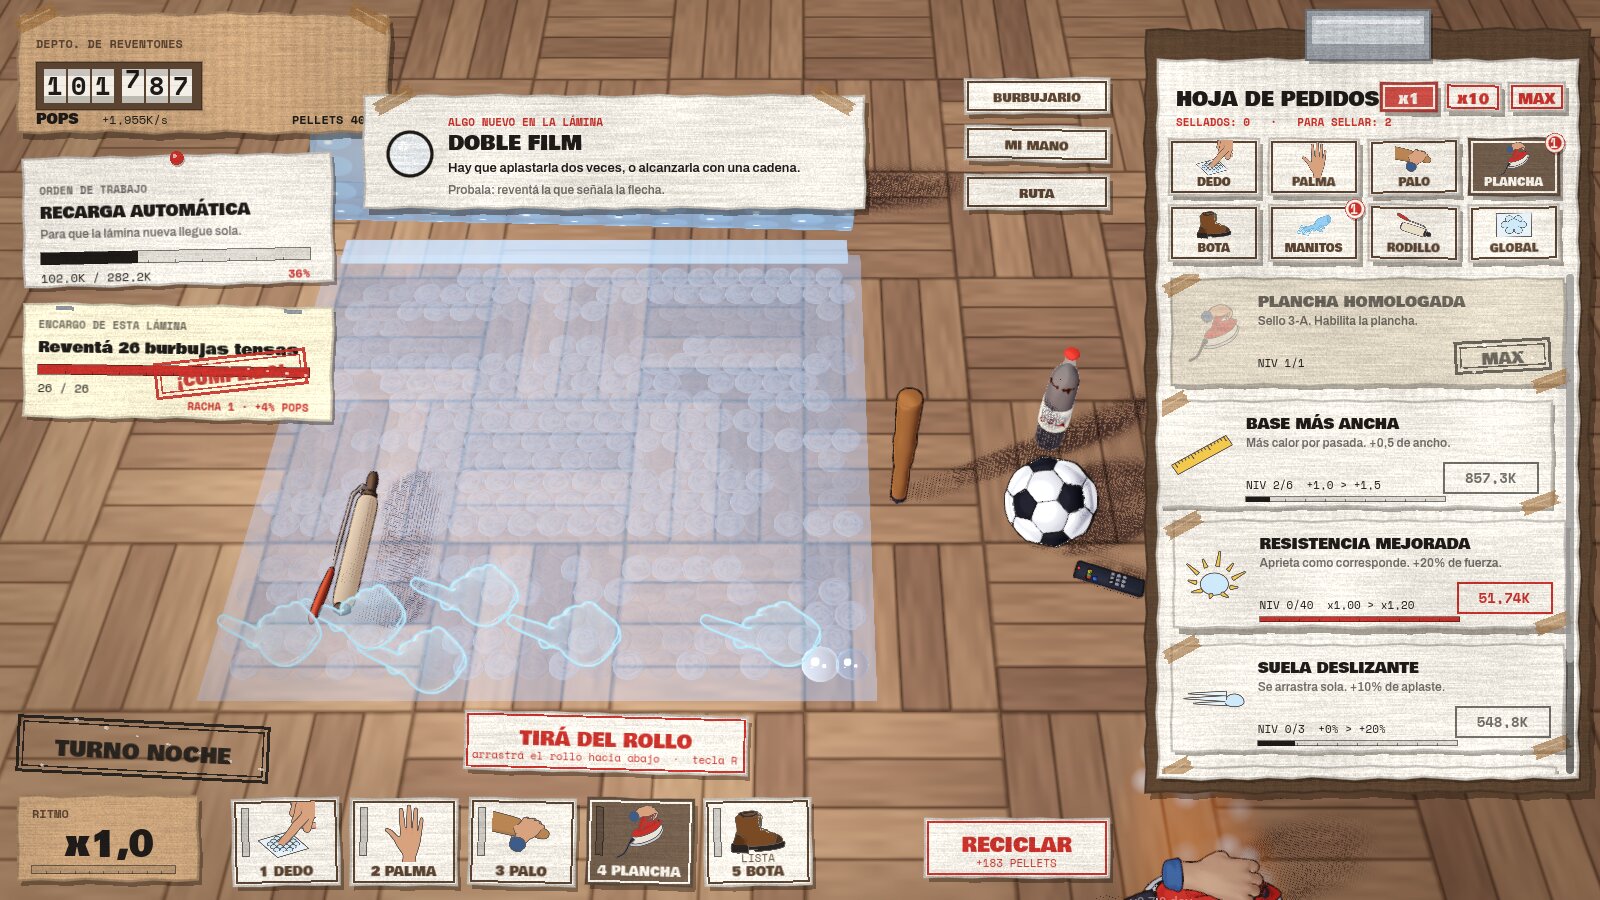 DEPTO. DE REVENTONES
101787
POPS +1,955K/s PELLETS 40
ORDEN DE TRABAJO
RECARGA AUTOMÁTICA
Para que la lámina nueva llegue sola.
102.0K / 282.2K 36%
ENCARGO DE ESTA LÁMINA
Reventá 26 burbujas tensas
26 / 26
RACHA 1 · +4% POPS
ALGO NUEVO EN LA LÁMINA
DOBLE FILM
Hay que aplastarla dos veces, o alcanzarla con una cadena.
Probala: reventá la que señala la flecha.
BURBUJARIO
MI MANO
RUTA
HOJA DE PEDIDOS x1 x10 MAX
SELLADOS: 0 · PARA SELLAR: 2
DEDO PALMA PALO PLANCHA 1
BOTA MANITOS 1 RODILLO GLOBAL
PLANCHA HOMOLOGADA
Sello 3-A. Habilita la plancha.
NIV 1/1 MAX
BASE MÁS ANCHA
Más calor por pasada. +0,5 de ancho.
NIV 2/6 +1.0 > +1.5 857,3K
RESISTENCIA MEJORADA
Aprieta como corresponde. +20% de fuerza.
NIV 0/40 x1,00 > x1,20 51,74K
SUELA DESLIZANTE
Se arrastra sola. +10% de aplaste.
NIV 0/3 +0% > +20% 548,8K
TURNO NOCHE
TIRÁ DEL ROLLO
arrastrá el rollo hacia abajo · tecla R
RITMO
x1,0
1 DEDO
2 PALMA
3 PALO
4 PLANCHA
LISTA
5 BOTA
RECICLAR
+183 PELLETS